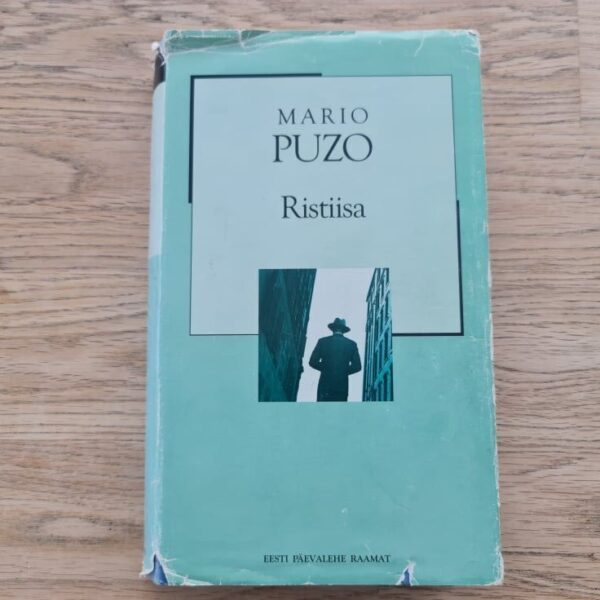 MARIO
PUZO
Ristiisa
EESTI PÄEVALEHE RAAMAT